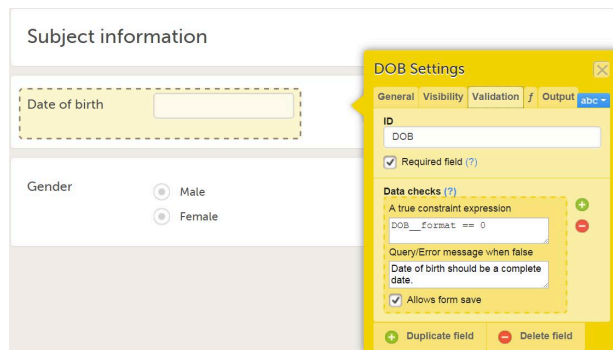 Subject information
Date of birth
Gender
Male
Female
DOB Settings
General Visibility Validation ƒ Output abc
ID
DOB
Required field (?)
Data checks (?)
A true constraint expression
DOB__format == 0
Query/Error message when false
Date of birth should be a complete
date.
Allows form save
Duplicate field Delete field